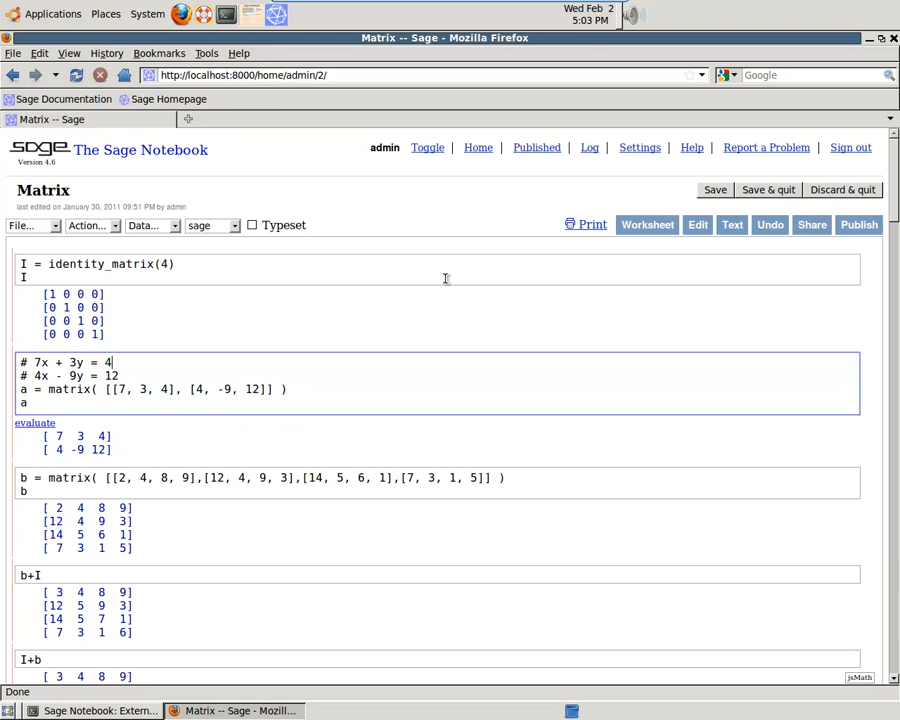 Applications Places System
Wed Feb 2
5:03 PM
Matrix -- Sage - Mozilla Firefox
File Edit View History Bookmarks Tools Help
http://localhost:8000/home/admin/2/
Google
Sage Documentation Sage Homepage
Matrix -- Sage
sage The Sage Notebook
Version 4.6
admin Toggle | Home | Published | Log | Settings | Help | Report a Problem | Sign out
Matrix
last edited on January 30, 2011 09:51 PM by admin
Save Save & quit Discard & quit
File... Action... Data... sage Typeset
Print Worksheet Edit Text Undo Share Publish
I = identity_matrix(4)
I
[1 0 0 0]
[0 1 0 0]
[0 0 1 0]
[0 0 0 1]
# 7x + 3y = 4
# 4x - 9y = 12
a = matrix( [[7, 3, 4], [4, -9, 12]] )
a
evaluate
[ 7 3 4]
[ 4 -9 12]
b = matrix( [[2, 4, 8, 9],[12, 4, 9, 3],[14, 5, 6, 1],[7, 3, 1, 5]] )
b
[ 2 4 8 9]
[12 4 9 3]
[14 5 6 1]
[ 7 3 1 5]
b+I
[ 3 4 8 9]
[12 5 9 3]
[14 5 7 1]
[ 7 3 1 6]
I+b
[ 3 4 8 9]
jsMath
Done
Sage Notebook: Extern...
Matrix -- Sage - Mozill...